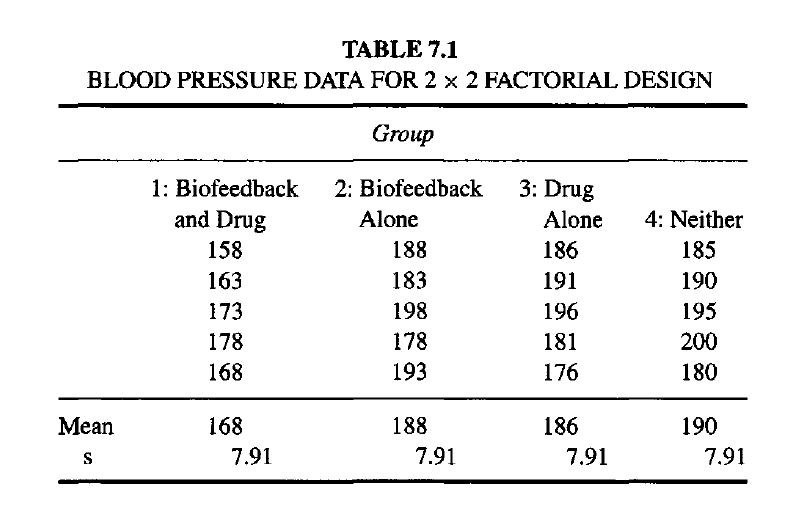 TABLE 7.1
BLOOD PRESSURE DATA FOR 2 × 2 FACTORIAL DESIGN
Group
1: Biofeedback 2: Biofeedback 3: Drug
and Drug Alone Alone 4: Neither
158 188 186 185
163 183 191 190
173 198 196 195
178 178 181 200
168 193 176 180
Mean 168 188 186 190
s 7.91 7.91 7.91 7.91